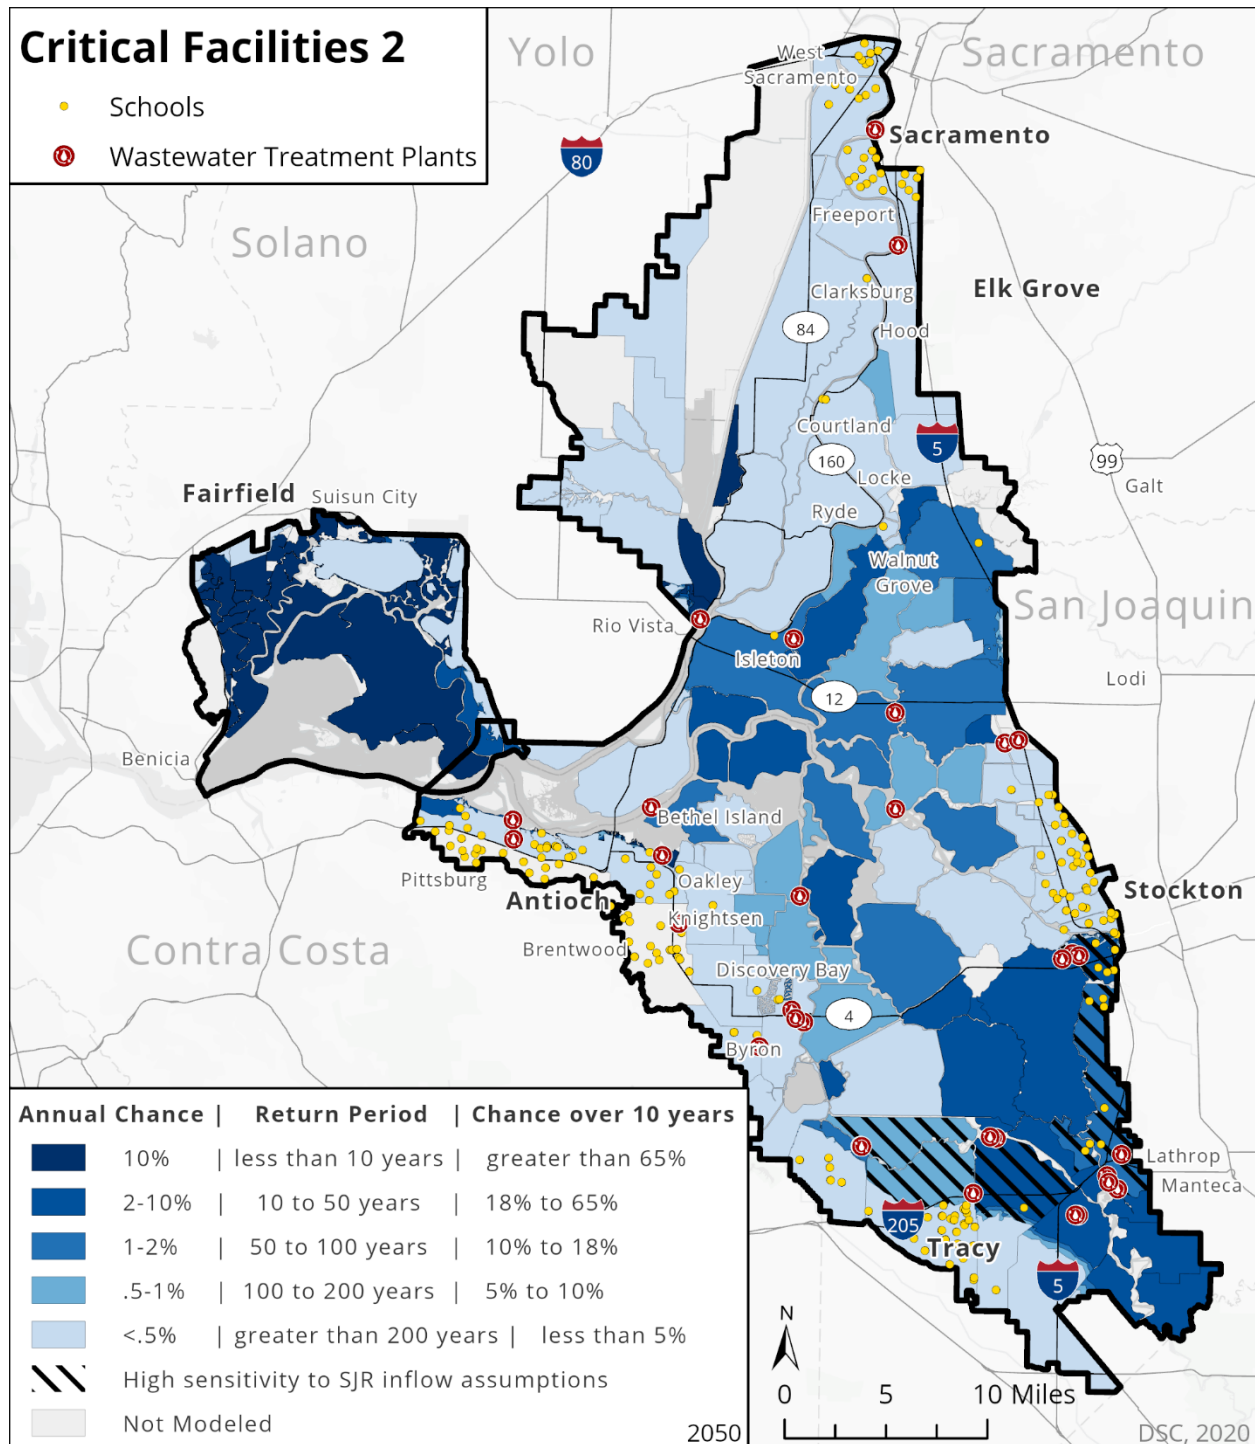 Critical Facilities 2
Schools
Wastewater Treatment Plants
Yolo
Sacramento
West
Sacramento
80
Sacramento
Solano
Freeport
Elk Grove
Clarksburg
84
Hood
Courtland
5
160
99
Locke
Galt
Fairfield
Suisun City
Ryde
Walnut
Grove
San Joaquin
Rio Vista
Isleton
Lodi
12
Benicia
Bethel Island
Pittsburg
Oakley
Antioch
Stockton
Knightsen
Brentwood
Contra Costa
Discovery Bay
4
Byron
Lathrop
Manteca
205
Tracy
5
Annual Chance | Return Period | Chance over 10 years
10% | less than 10 years | greater than 65%
2-10% | 10 to 50 years | 18% to 65%
1-2% | 50 to 100 years | 10% to 18%
.5-1% | 100 to 200 years | 5% to 10%
<.5% | greater than 200 years | less than 5%
High sensitivity to SJR inflow assumptions
Not Modeled
N
0 5 10 Miles
2050
DSC, 2020